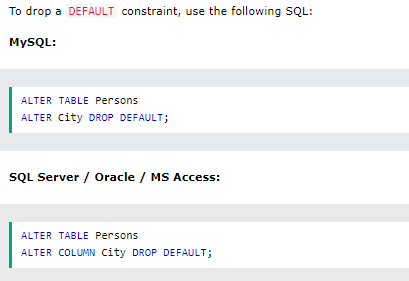 To drop a DEFAULT constraint, use the following SQL:
MySQL:
ALTER TABLE Persons
ALTER City DROP DEFAULT;
SQL Server / Oracle / MS Access:
ALTER TABLE Persons
ALTER COLUMN City DROP DEFAULT;